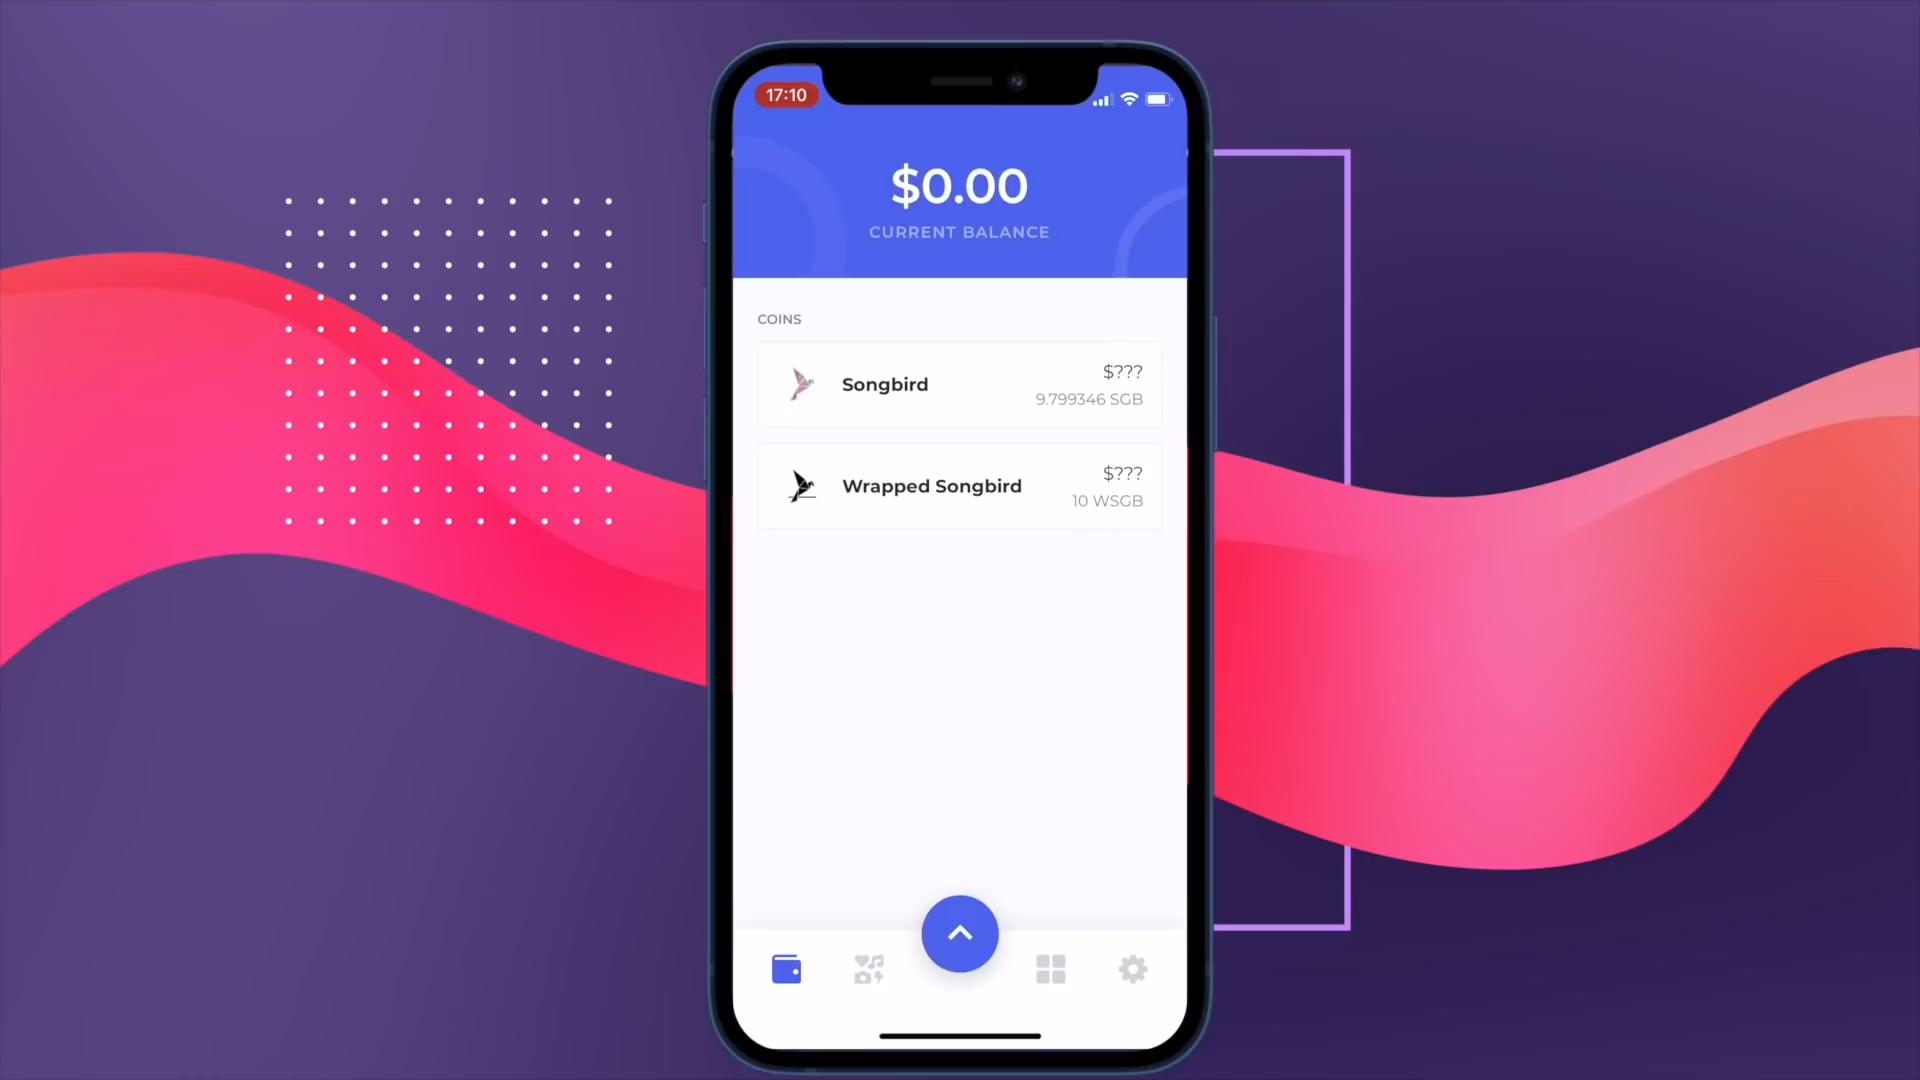 17:10
$0.00
CURRENT BALANCE
COINS
Songbird
$???
9.799346 SGB
Wrapped Songbird
$???
10 WSGB